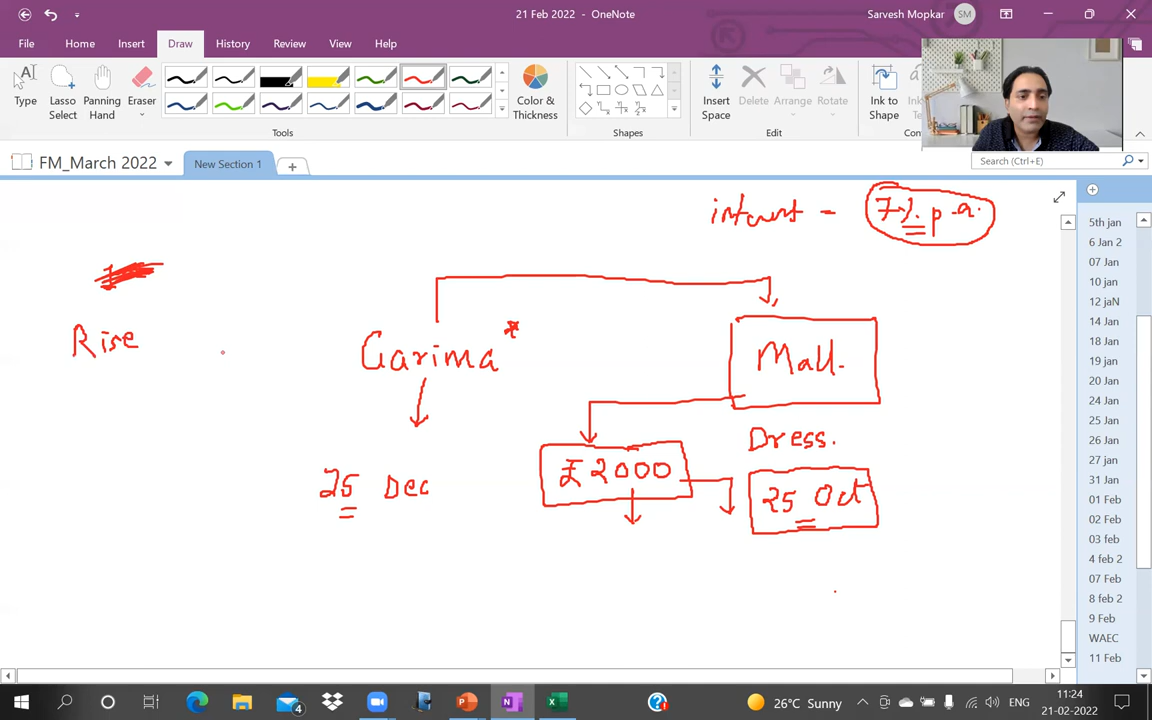 21 Feb 2022 - OneNote
Sarvesh Mopkar
SM
File
Home
Insert
Draw
History
Review
View
Help
Type
Lasso Select
Panning Hand
Eraser
Color & Thickness
Insert Space
Delete
Arrange
Rotate
Ink to Shape
Tools
Shapes
Edit
FM_March 2022
New Section 1
Search (Ctrl+E)
interest = 7% p.a.
Rise
Garima*
Mall.
Dress.
£2000
25 Dec
25 Oct
5th jan
6 Jan 2
07 Jan
10 jan
12 jaN
14 Jan
18 Jan
19 jan
20 Jan
24 Jan
25 Jan
26 Jan
27 jan
31 Jan
01 Feb
02 Feb
03 feb
4 feb 2
07 Feb
8 feb 2
9 Feb
WAEC
11 Feb
4
26°C Sunny
ENG
11:24
21-02-2022